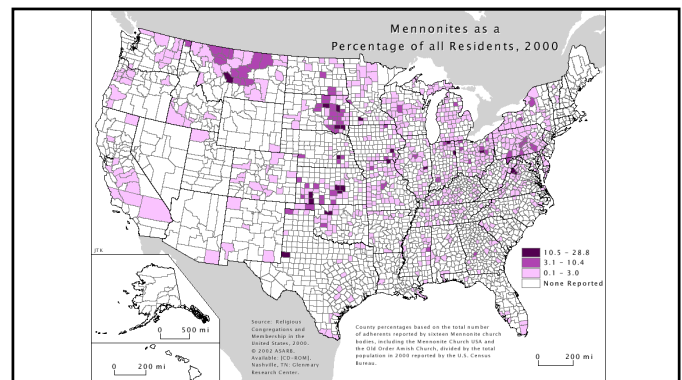 Mennonites as a
Percentage of all Residents, 2000
JTK
10.5 - 28.8
3.1 - 10.4
0.1 - 3.0
None Reported
0 500 mi
0 200 mi
Source: Religious
Congregations and
Membership in the
United States, 2000.
© 2002 ASARB.
Available: [CD-ROM].
Nashville, TN: Glenmary
Research Center.
County percentages based on the total number
of adherents reported by sixteen Mennonite church
bodies, including the Mennonite Church USA and
the Old Order Amish Church, divided by the total
population in 2000 reported by the U.S. Census
Bureau.
0 200 mi